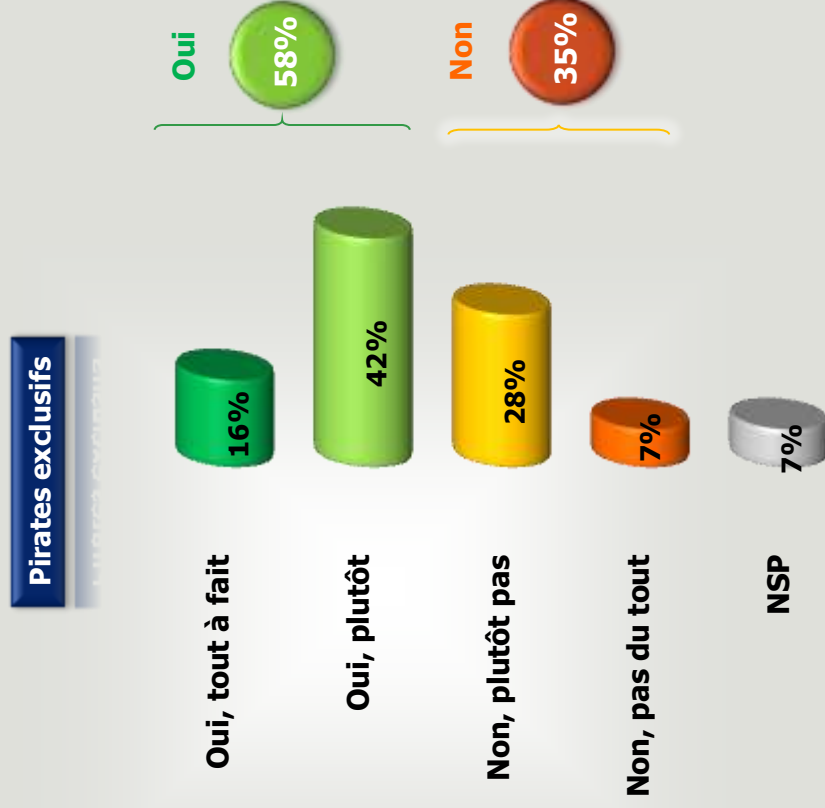 Pirates exclusifs
Oui, tout à fait
16%
Oui, plutôt
42%
Oui
58%
Non, plutôt pas
28%
Non, pas du tout
7%
Non
35%
NSP
7%